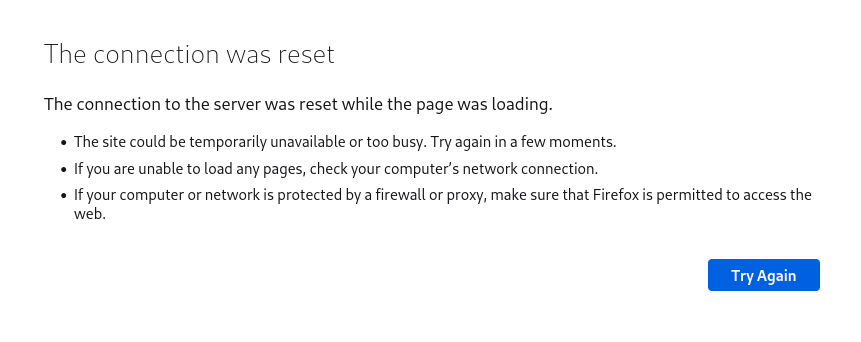 The connection was reset
The connection to the server was reset while the page was loading.
• The site could be temporarily unavailable or too busy. Try again in a few moments.
• If you are unable to load any pages, check your computer’s network connection.
• If your computer or network is protected by a firewall or proxy, make sure that Firefox is permitted to access the
web.
Try Again